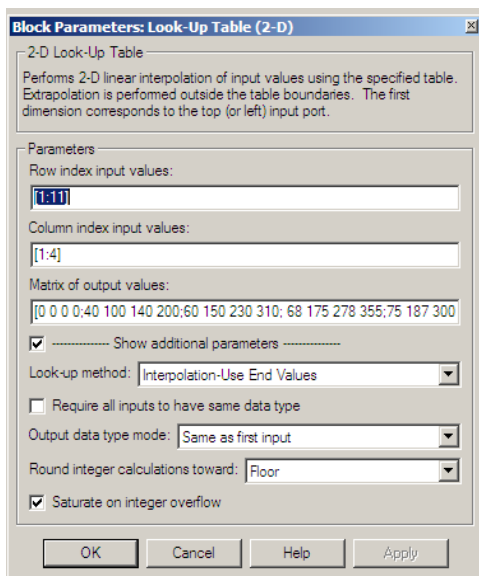 Block Parameters: Look-Up Table (2-D)
2-D Look-Up Table
Performs 2-D linear interpolation of input values using the specified table.
Extrapolation is performed outside the table boundaries. The first
dimension corresponds to the top (or left) input port.
Parameters
Row index input values:
[1:11]
Column index input values:
[1:4]
Matrix of output values:
[0 0 0 0;40 100 140 200;60 150 230 310; 68 175 278 355;75 187 300
--------------- Show additional parameters ---------------
Look-up method: Interpolation-Use End Values
Require all inputs to have same data type
Output data type mode: Same as first input
Round integer calculations toward: Floor
Saturate on integer overflow
OK Cancel Help Apply